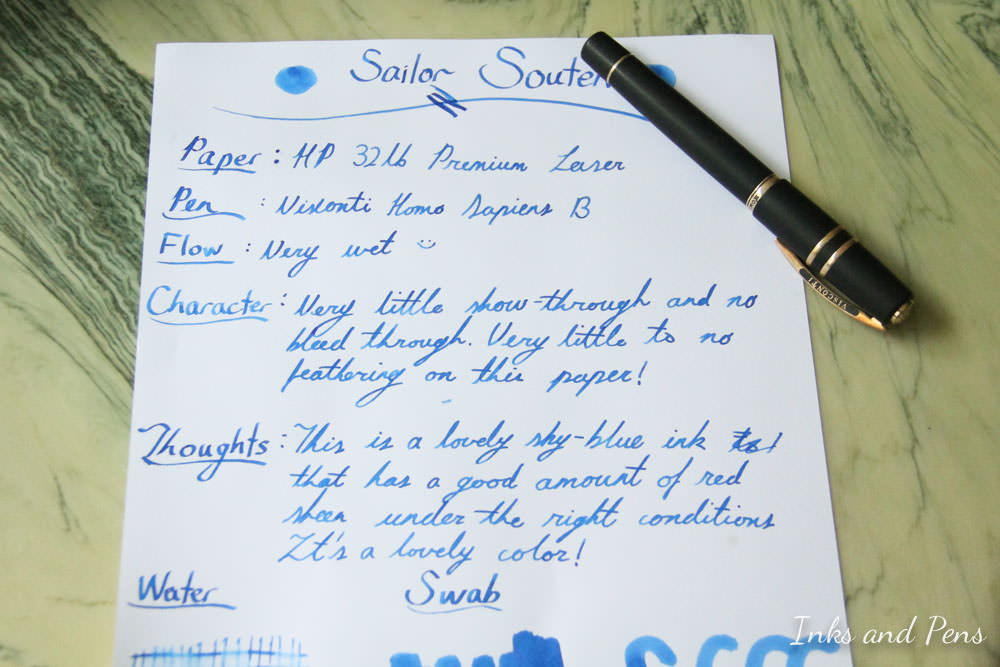 Sailor Souten
Paper: HP 32lb Premium Laser
Pen : Visconti Homo Sapiens B
Flow : Very wet
Character: Very little show-through and no
bleed through. Very little to no
feathering on this paper!
Thoughts: This is a lovely sky-blue ink
that has a good amount of red
sheen under the right conditions
It's a lovely color!
Water Swab
VISCONTI
Inks and Pens